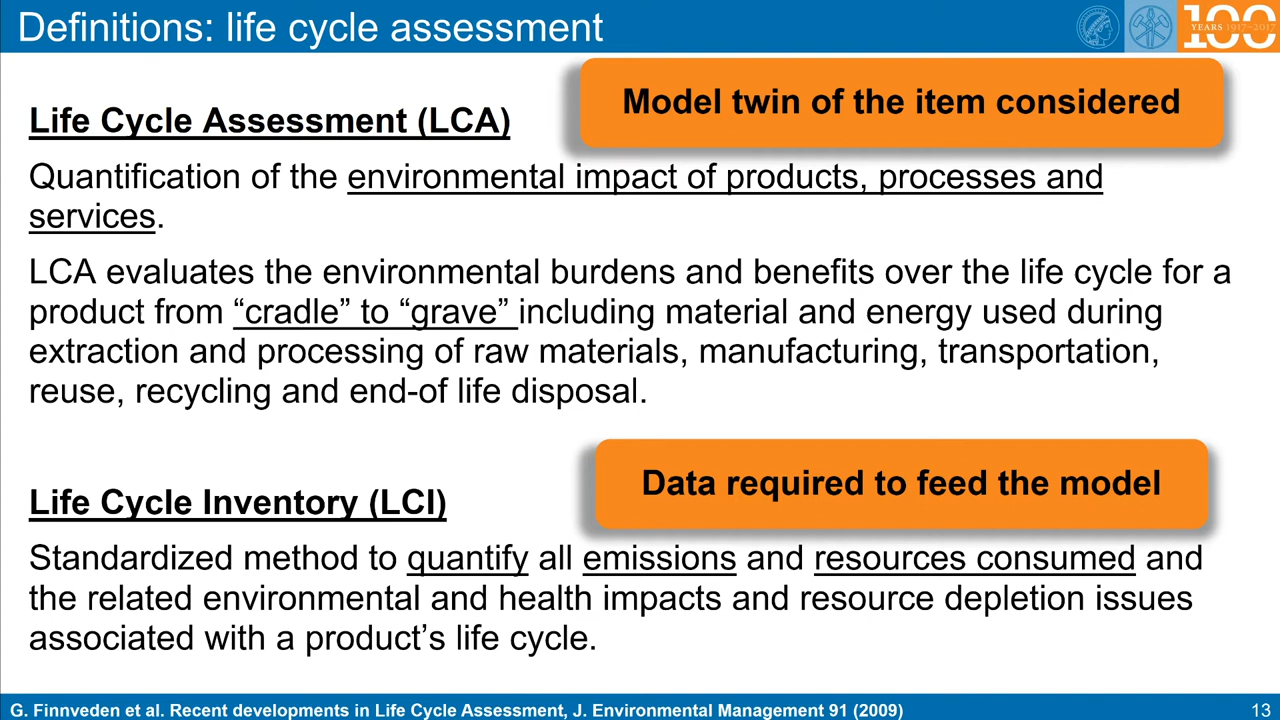 Definitions: life cycle assessment
100
YEARS 1917–2017
Model twin of the item considered
Life Cycle Assessment (LCA)
Quantification of the environmental impact of products, processes and
services.
LCA evaluates the environmental burdens and benefits over the life cycle for a
product from “cradle” to “grave” including material and energy used during
extraction and processing of raw materials, manufacturing, transportation,
reuse, recycling and end-of life disposal.
Data required to feed the model
Life Cycle Inventory (LCI)
Standardized method to quantify all emissions and resources consumed and
the related environmental and health impacts and resource depletion issues
associated with a product’s life cycle.
G. Finnveden et al. Recent developments in Life Cycle Assessment, J. Environmental Management 91 (2009)
13